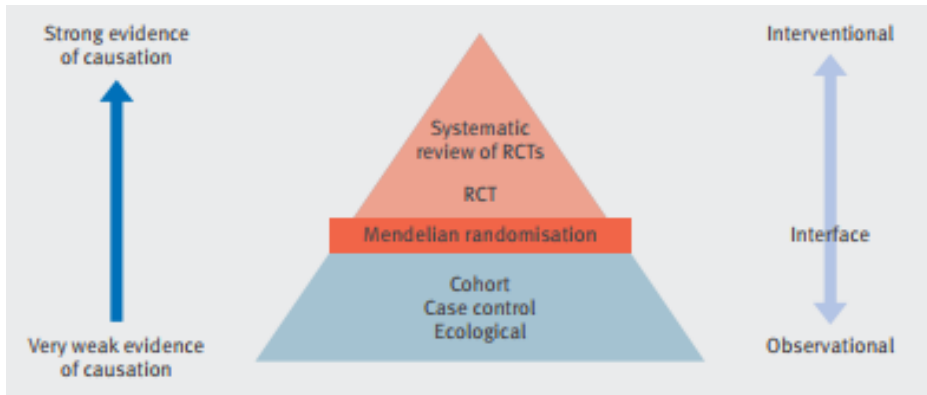 Strong evidence
of causation
Very weak evidence
of causation
Systematic
review of RCTs
RCT
Mendelian randomisation
Cohort
Case control
Ecological
Interventional
Interface
Observational